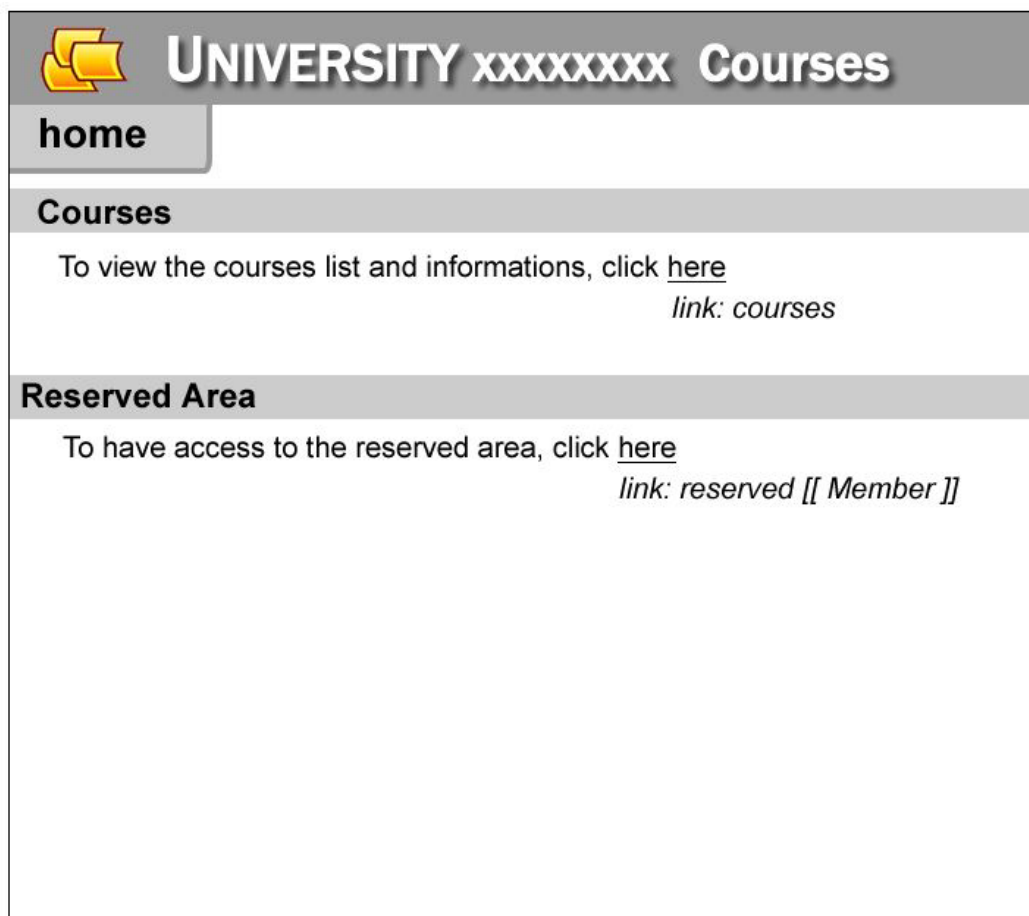 UNIVERSITY xxxxxxxx Courses
home
Courses
To view the courses list and informations, click here
link: courses
Reserved Area
To have access to the reserved area, click here
link: reserved [[ Member ]]